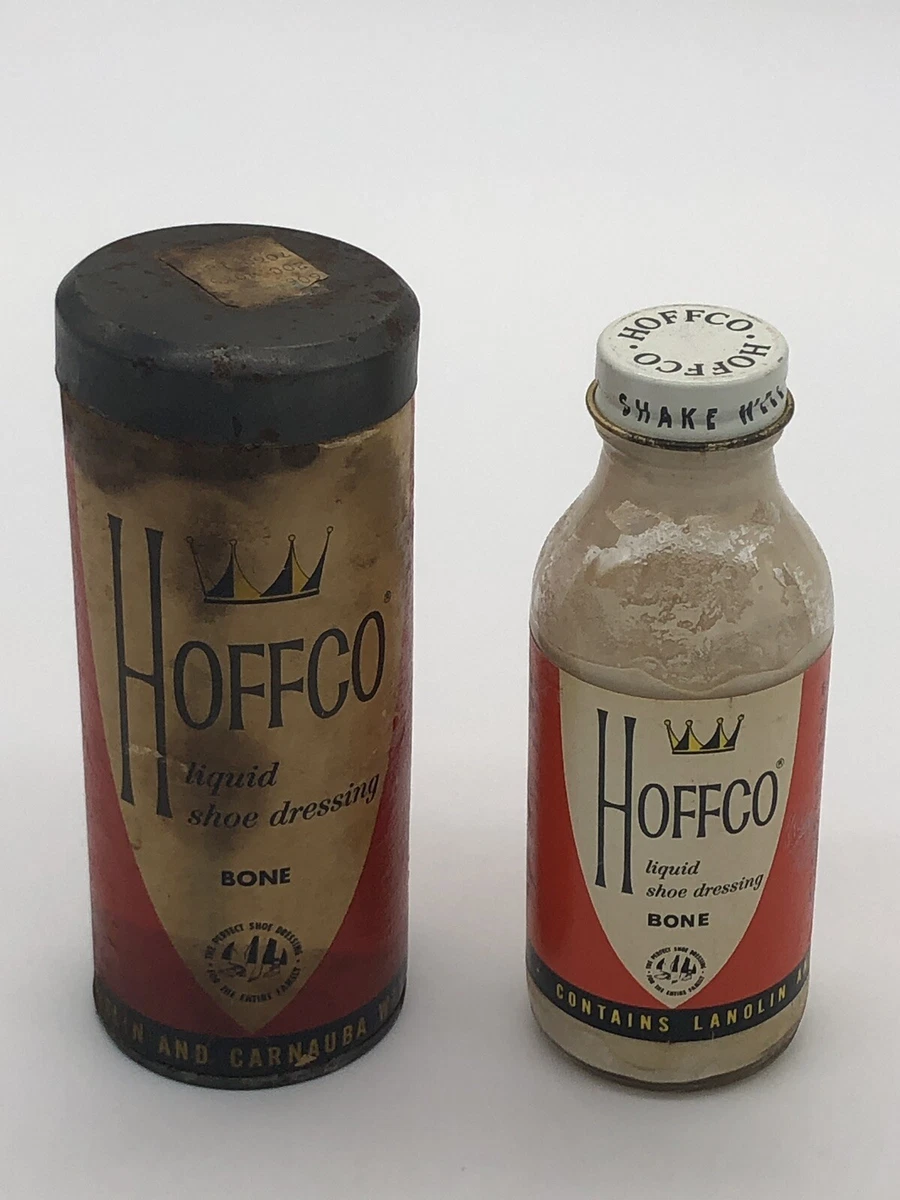 HOFFCO®
liquid
shoe dressing
BONE
· THE PERFECT SHOE DRESSING ·
FOR THE ENTIRE FAMILY
AND CARNAUBA
HOFFCO · HOFFCO ·
SHAKE
HOFFCO®
liquid
shoe dressing
BONE
· THE PERFECT SHOE DRESSING ·
FOR THE ENTIRE FAMILY
CONTAINS LANOLIN